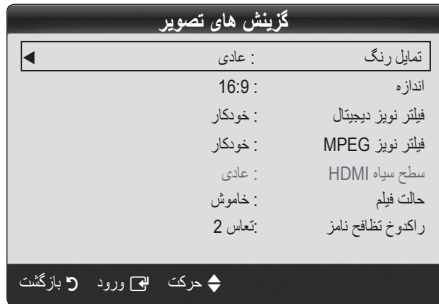 گزینش های تصویر
تمایل رنگ : عادی
اندازه : 16:9
فیلتر نویز دیجیتال : خودکار
فیلتر نویز MPEG : خودکار
سطح سیاه HDMI : عادی
حالت فیلم : خاموش
راکدوخ تظافح نامز :تعاس 2
حرکت ورود بازگشت